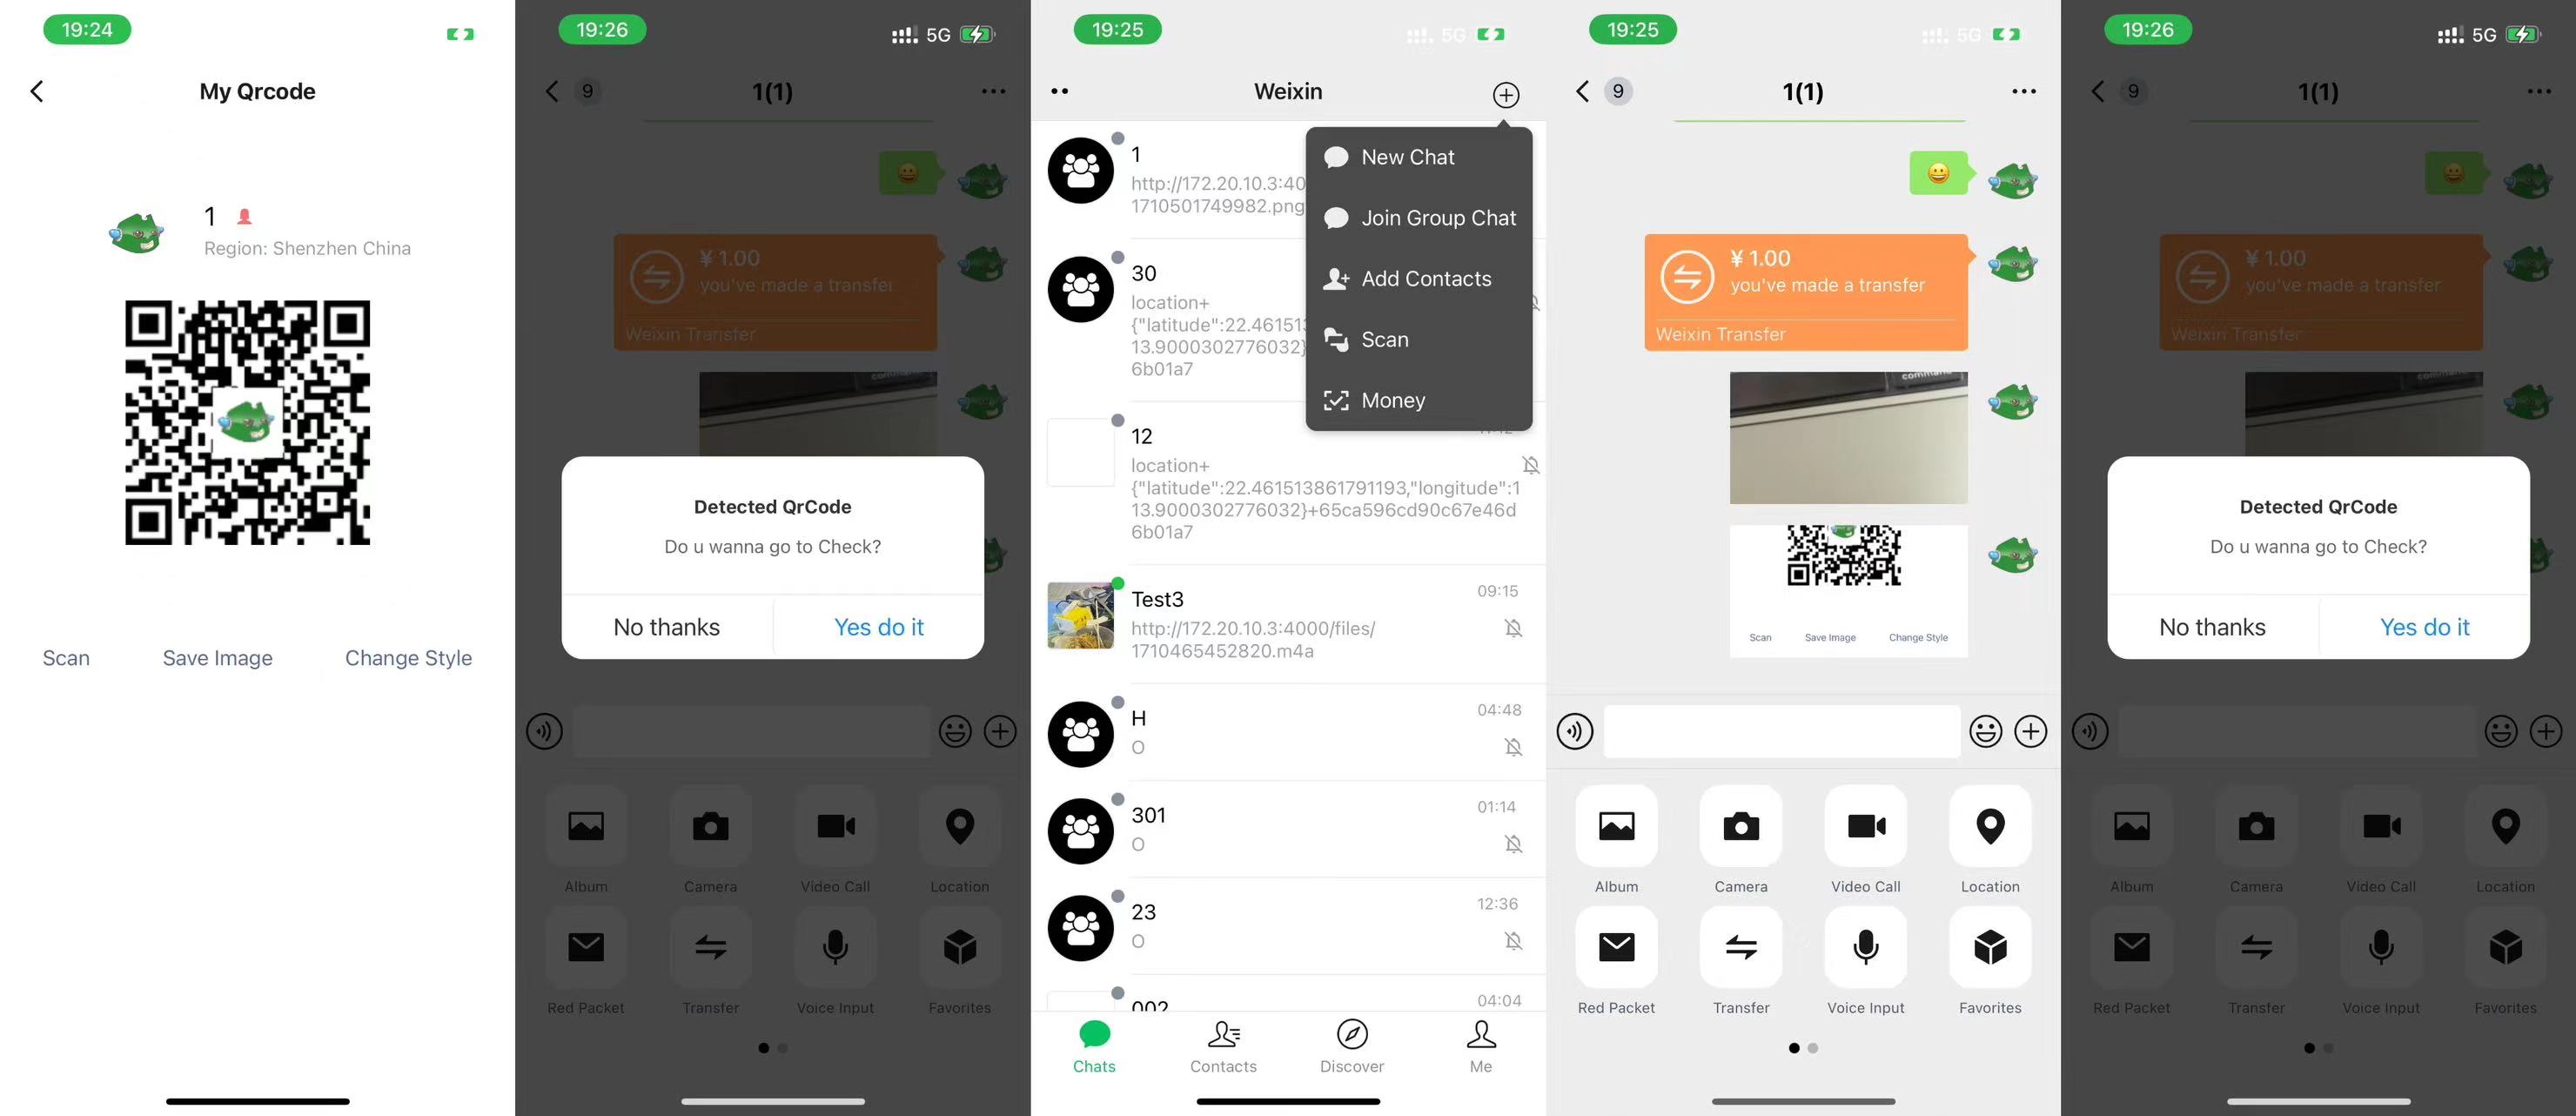 19:24
My Qrcode
1
Region: Shenzhen China
Scan
Save Image
Change Style
19:26
5G
9
1(1)
¥ 1.00
you've made a transfer
Weixin Transfer
command
Detected QrCode
Do u wanna go to Check?
No thanks
Yes do it
Album
Camera
Video Call
Location
Red Packet
Transfer
Voice Input
Favorites
19:25
5G
Weixin
New Chat
Join Group Chat
Add Contacts
Scan
Money
1
http://172.20.10.3:40
1710501749982.png
30
location+
{"latitude":22.461513
13.9000302776032}
6b01a7
12
location+
{"latitude":22.461513861791193,"longitude":1
13.9000302776032}+65ca596cd90c67e46d
6b01a7
Test3
09:15
http://172.20.10.3:4000/files/
1710465452820.m4a
H
04:48
O
301
01:14
O
23
12:36
O
002
04:04
Chats
Contacts
Discover
Me
19:25
5G
9
1(1)
¥ 1.00
you've made a transfer
Weixin Transfer
command
Scan
Save Image
Change Style
Album
Camera
Video Call
Location
Red Packet
Transfer
Voice Input
Favorites
19:26
5G
9
1(1)
¥ 1.00
you've made a transfer
Weixin Transfer
command
Detected QrCode
Do u wanna go to Check?
No thanks
Yes do it
Album
Camera
Video Call
Location
Red Packet
Transfer
Voice Input
Favorites